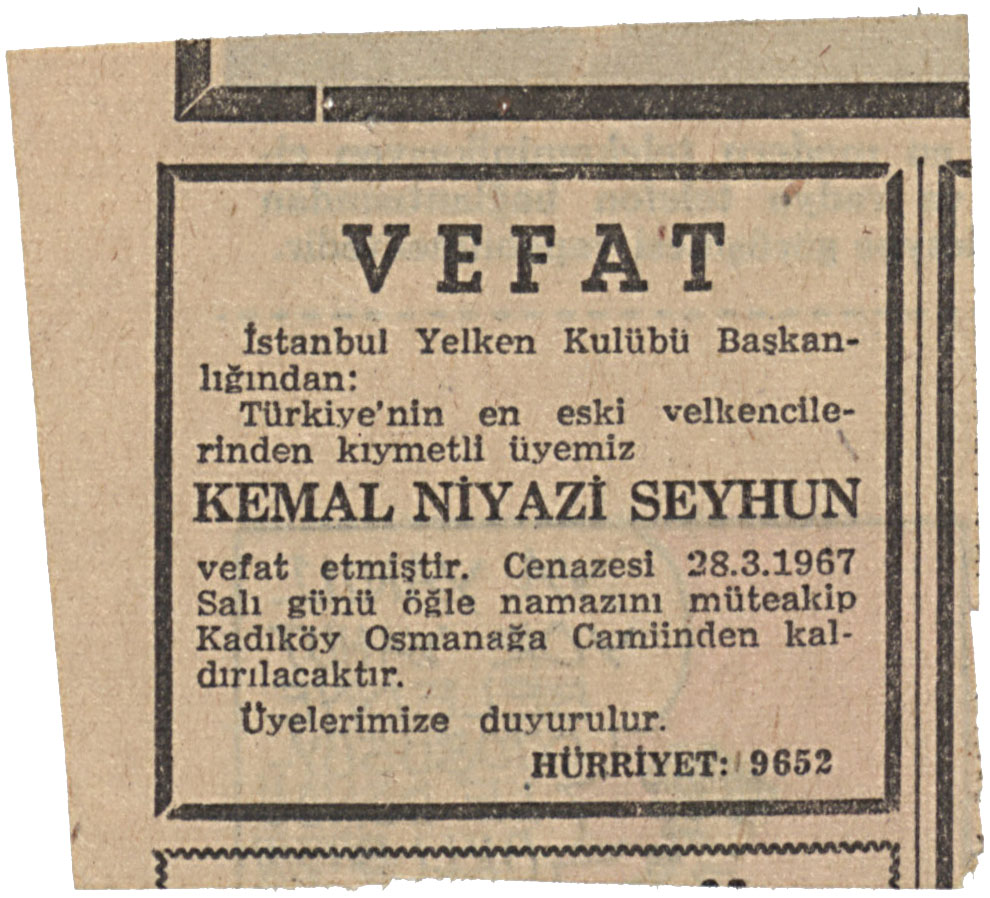 VEFAT
İstanbul Yelken Kulübü Başkan-
lığından:
Türkiye'nin en eski yelkencile-
rinden kıymetli üyemiz
KEMAL NİYAZİ SEYHUN
vefat etmiştir. Cenazesi 28.3.1967
Salı günü öğle namazını müteakip
Kadıköy Osmanağa Camiinden kal-
dırılacaktır.
Üyelerimize duyurulur.
HÜRRİYET: 9652